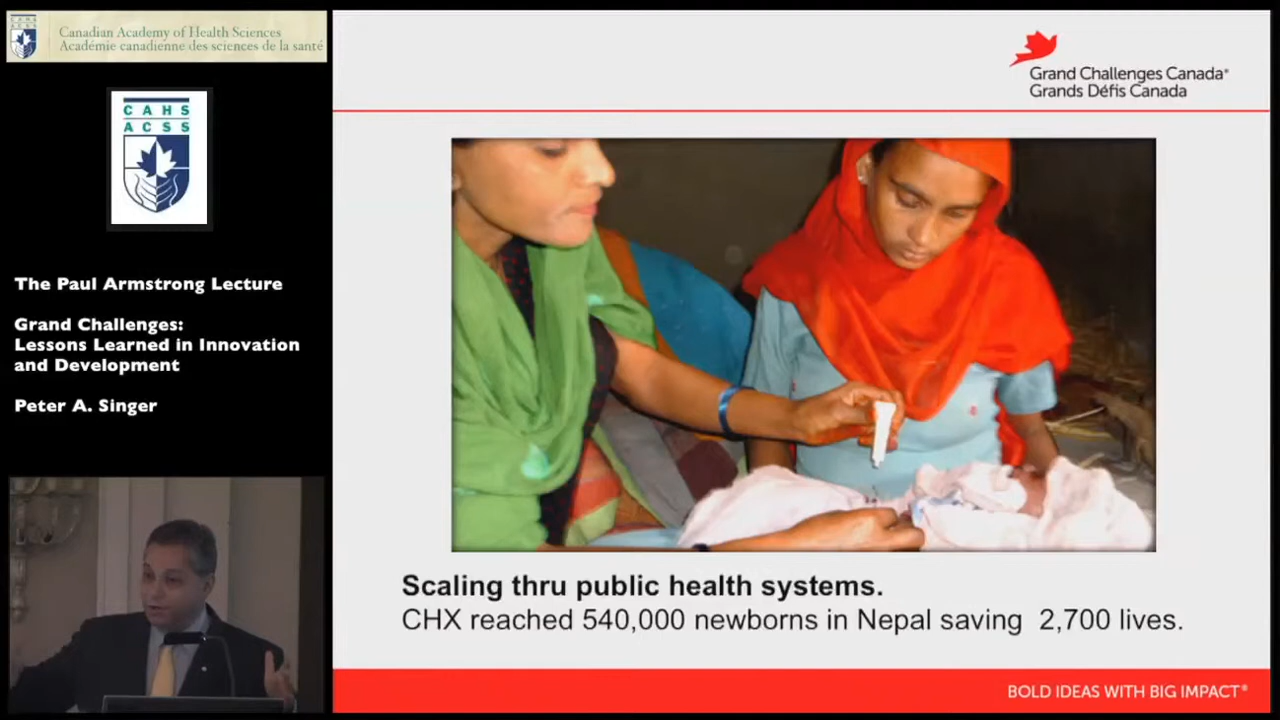 Canadian Academy of Health Sciences
Académie canadienne des sciences de la santé
CAHS
ACSS
The Paul Armstrong Lecture
Grand Challenges:
Lessons Learned in Innovation
and Development
Peter A. Singer
Grand Challenges Canada®
Grands Défis Canada
Scaling thru public health systems.
CHX reached 540,000 newborns in Nepal saving 2,700 lives.
BOLD IDEAS WITH BIG IMPACT®